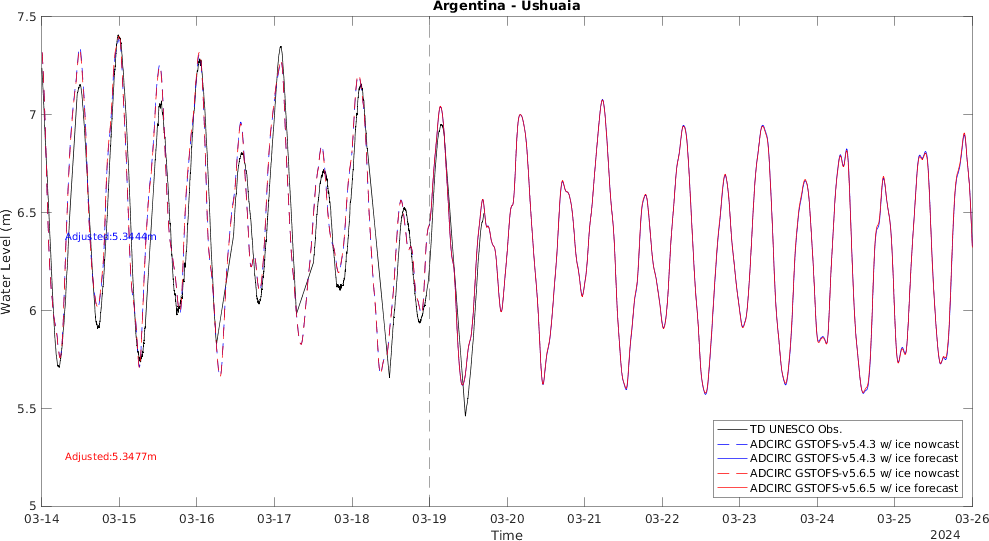 Argentina - Ushuaia
7.5
7
6.5
6
5.5
5
Water Level (m)
Adjusted:5.3444m
Adjusted:5.3477m
TD UNESCO Obs.
ADCIRC GSTOFS-v5.4.3 w/ ice nowcast
ADCIRC GSTOFS-v5.4.3 w/ ice forecast
ADCIRC GSTOFS-v5.6.5 w/ ice nowcast
ADCIRC GSTOFS-v5.6.5 w/ ice forecast
03-14 03-15 03-16 03-17 03-18 03-19 03-20 03-21 03-22 03-23 03-24 03-25 03-26
Time
2024